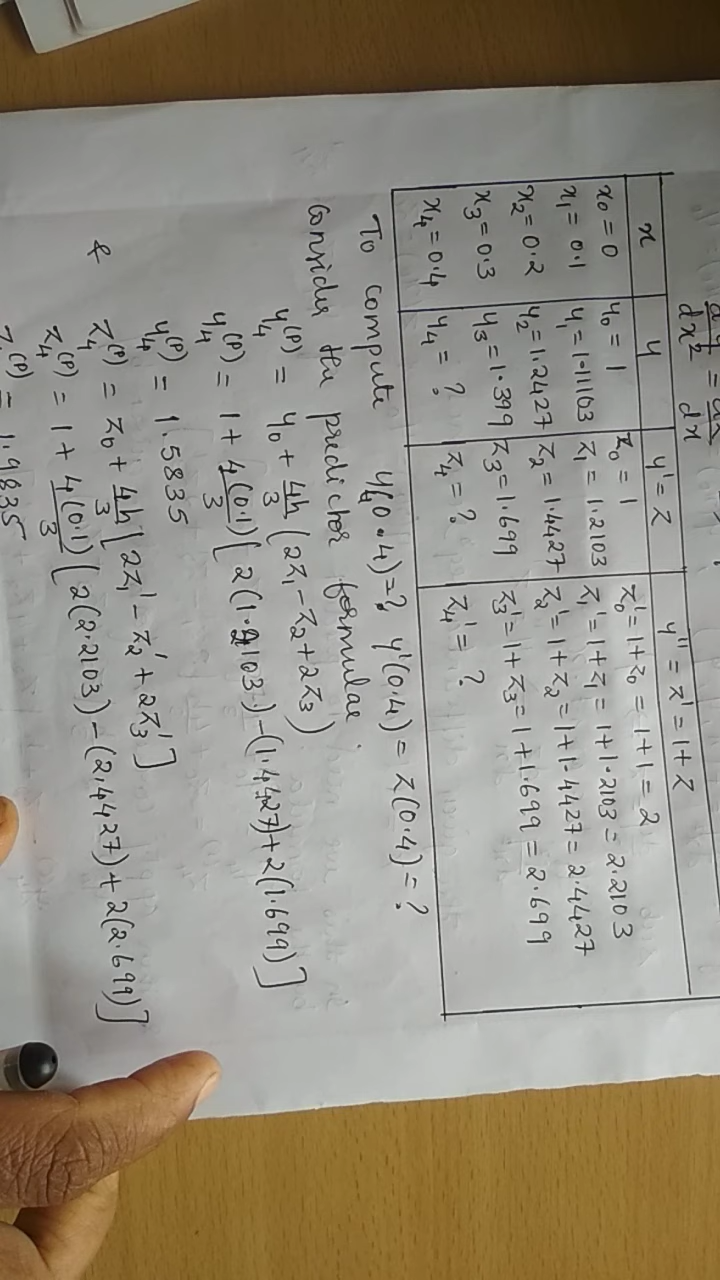 dx² = dx
x y y' = z y'' = z' = 1+z
x₀ = 0 y₀ = 1 z₀ = 1 z₀' = 1+z₀ = 1+1 = 2
x₁ = 0.1 y₁ = 1.1103 z₁ = 1.2103 z₁' = 1+z₁ = 1+1.2103 = 2.2103
x₂ = 0.2 y₂ = 1.2427 z₂ = 1.4427 z₂' = 1+z₂ = 1+1.4427 = 2.4427
x₃ = 0.3 y₃ = 1.399 z₃ = 1.699 z₃' = 1+z₃ = 1+1.699 = 2.699
x₄ = 0.4 y₄ = ? z₄ = ? z₄' = ?
To compute y(0.4)=? y'(0.4) = z(0.4) = ?
Consider the predictor formulae
y₄⁽ᵖ⁾ = y₀ + 4h/3 (2z₁ - z₂ + 2z₃)
y₄⁽ᵖ⁾ = 1 + 4(0.1)/3 [2(1.2103) - (1.4427) + 2(1.699)]
y₄⁽ᵖ⁾ = 1.5835
& z₄⁽ᵖ⁾ = z₀ + 4h/3 [2z₁' - z₂' + 2z₃']
z₄⁽ᵖ⁾ = 1 + 4(0.1)/3 [2(2.2103) - (2.4427) + 2(2.699)]
z₄⁽ᵖ⁾ = 1.9835